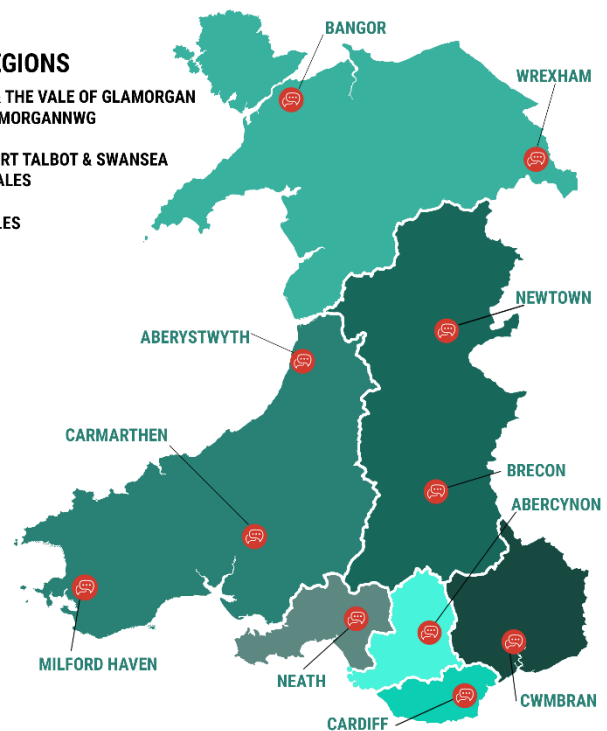 BANGOR
EGIONS
WREXHAM
THE VALE OF GLAMORGAN
MORGANNWG
RT TALBOT & SWANSEA
ALES
LES
NEWTOWN
ABERYSTWYTH
CARMARTHEN
BRECON
ABERCYNON
MILFORD HAVEN
NEATH
CWMBRAN
CARDIFF